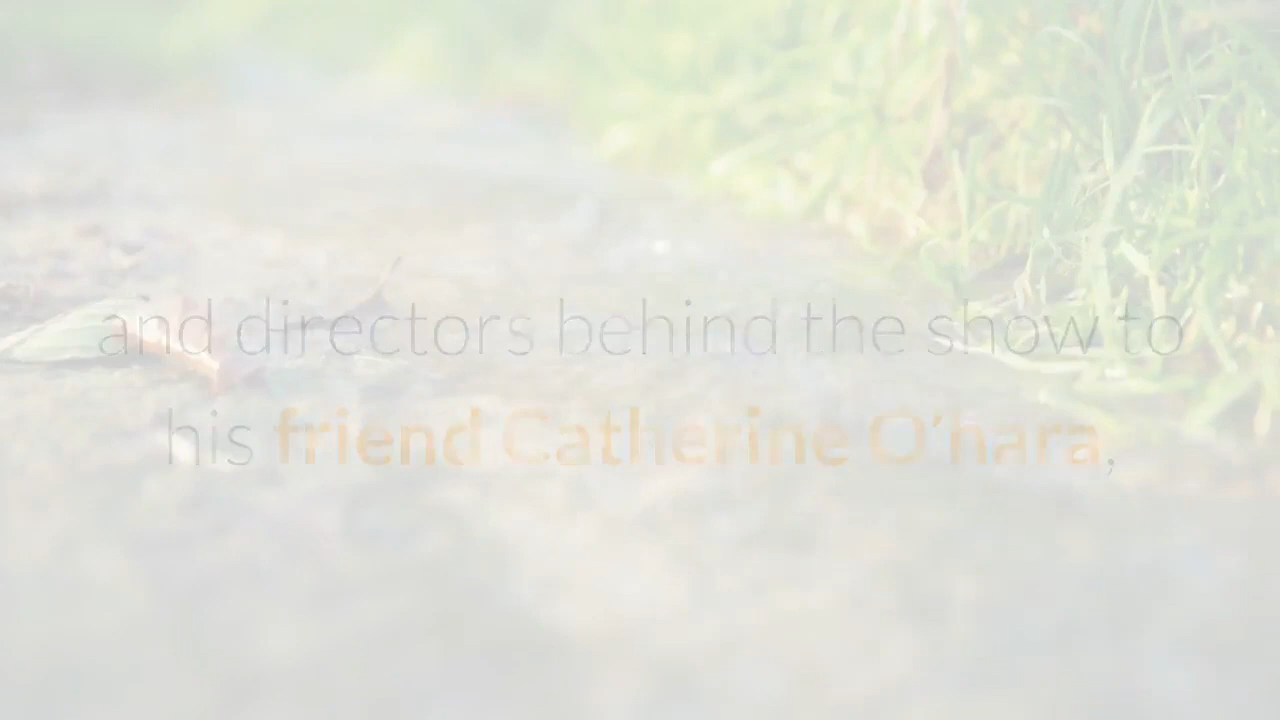 and directors behind the show to
his friend Catherine O’hara,